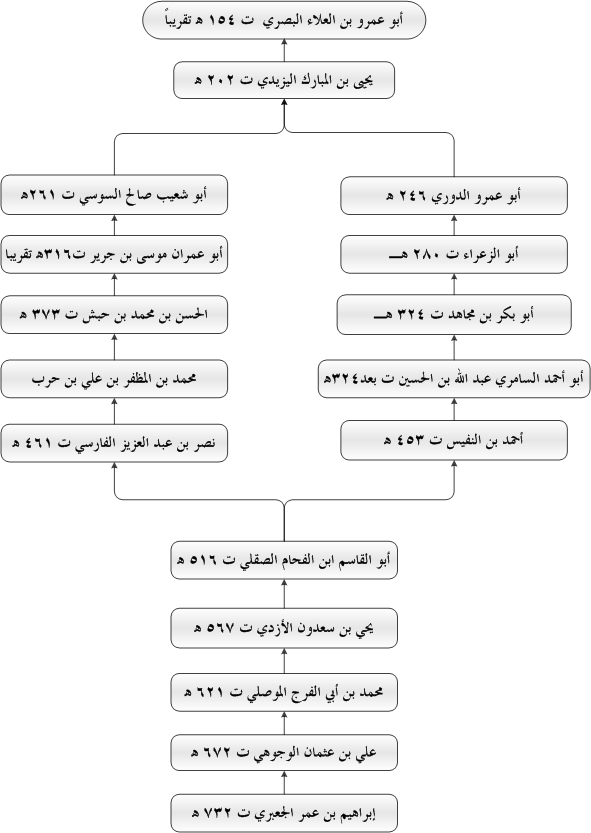 أبو عمرو بن العلاء البصري ت ١٥٤ ه تقريباً
يحيى بن المبارك اليزيدي ت ٢٠٢ ه
أبو عمرو الدوري ٢٤٦ ه
أبو شعيب صالح السوسي ت ٢٦١ه
أبو الزعراء ت ٢٨٠ هـــ
أبو عمران موسى بن جرير ت٣١٦ه تقريبا
أبو بكر بن مجاهد ت ٣٢٤ هـــ
الحسن بن محمد بن حبش ت ٣٧٣ ه
أبو أحمد السامري عبد الله بن الحسين ت بعد٣٢٤ه
محمد بن المظفر بن علي بن حرب
أحمد بن النفيس ت ٤٥٣ ه
نصر بن عبد العزيز الفارسي ت ٤٦١ ه
أبو القاسم ابن الفحام الصقلي ت ٥١٦ ه
يحي بن سعدون الأزدي ت ٥٦٧ ه
محمد بن أبي الفرج الموصلي ت ٦٢١ ه
علي بن عثمان الوجوهي ت ٦٧٢ ه
إبراهيم بن عمر الجعبري ت ٧٣٢ ه